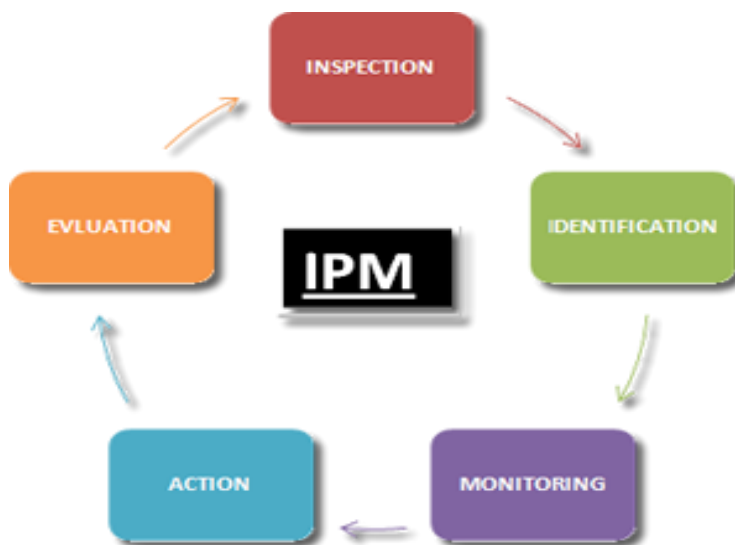 INSPECTION
IDENTIFICATION
MONITORING
ACTION
EVLUATION
IPM